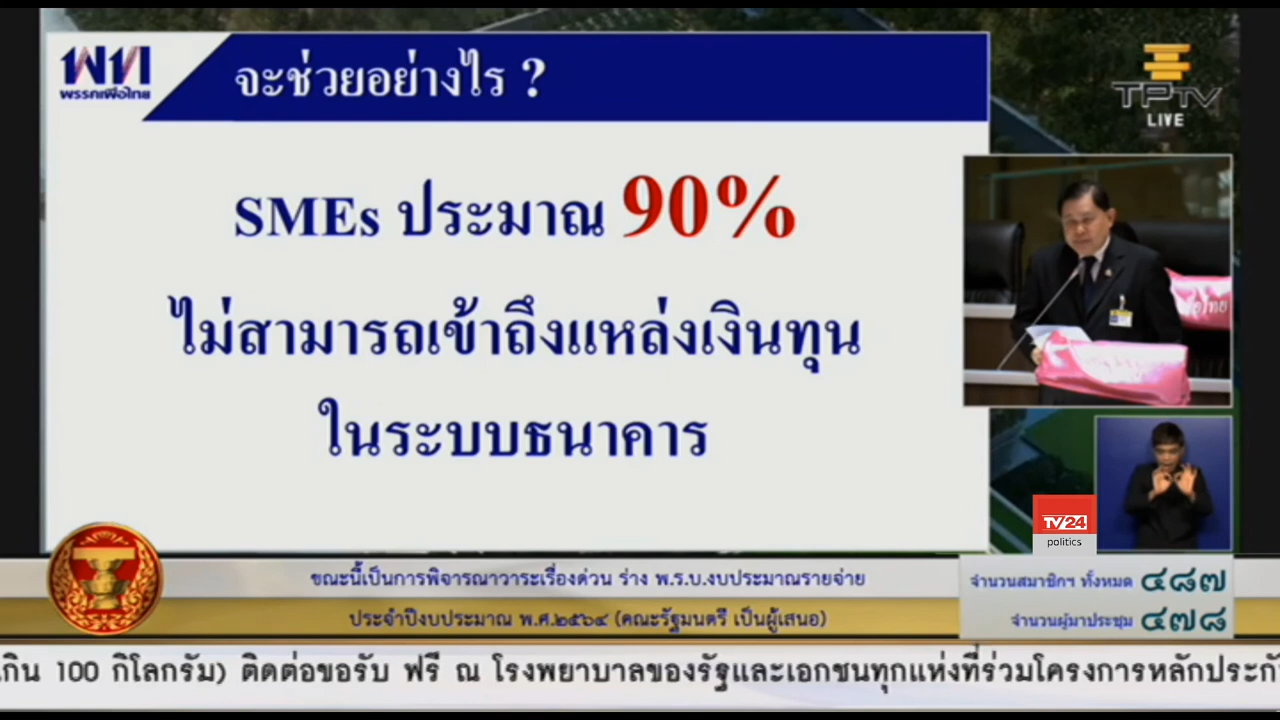 พท
พรรคเพื่อไทย
จะช่วยอย่างไร ?
TPTV
LIVE
SMEs ประมาณ 90%
ไม่สามารถเข้าถึงแหล่งเงินทุน
ในระบบธนาคาร
TV24
politics
ขณะนี้เป็นการพิจารณาวาระเรื่องด่วน ร่าง พ.ร.บ.งบประมาณรายจ่าย
ประจำปีงบประมาณ พ.ศ.๒๕๖๔ (คณะรัฐมนตรี เป็นผู้เสนอ)
จำนวนสมาชิกฯ ทั้งหมด ๔๘๗
จำนวนผู้มาประชุม ๔๗๘
เกิน 100 กิโลกรัม) ติดต่อขอรับ ฟรี ณ โรงพยาบาลของรัฐและเอกชนทุกแห่งที่ร่วมโครงการหลักประกั